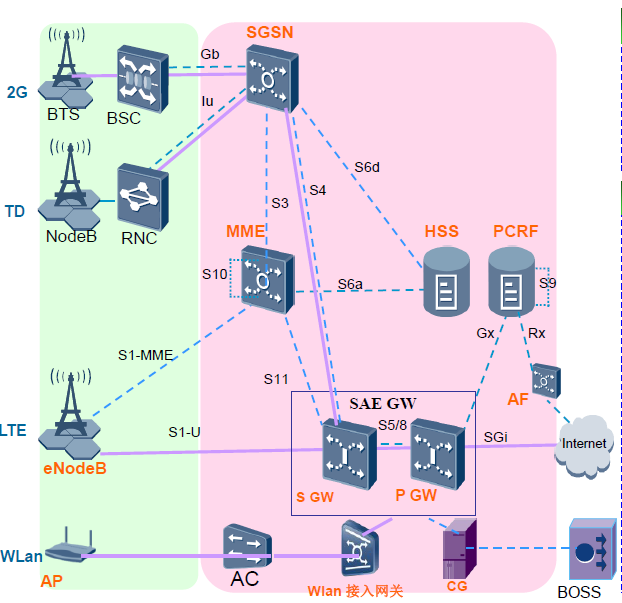 SGSN
Gb
2G
BTS
BSC
Iu
S6d
S4
TD
S3
NodeB
RNC
MME
HSS
PCRF
S10
S6a
S9
Gx
Rx
S1-MME
S11
AF
SAE GW
LTE
S1-U
S5/8
SGi
Internet
eNodeB
S GW
P GW
WLan
AP
AC
Wlan 接入网关
CG
BOSS